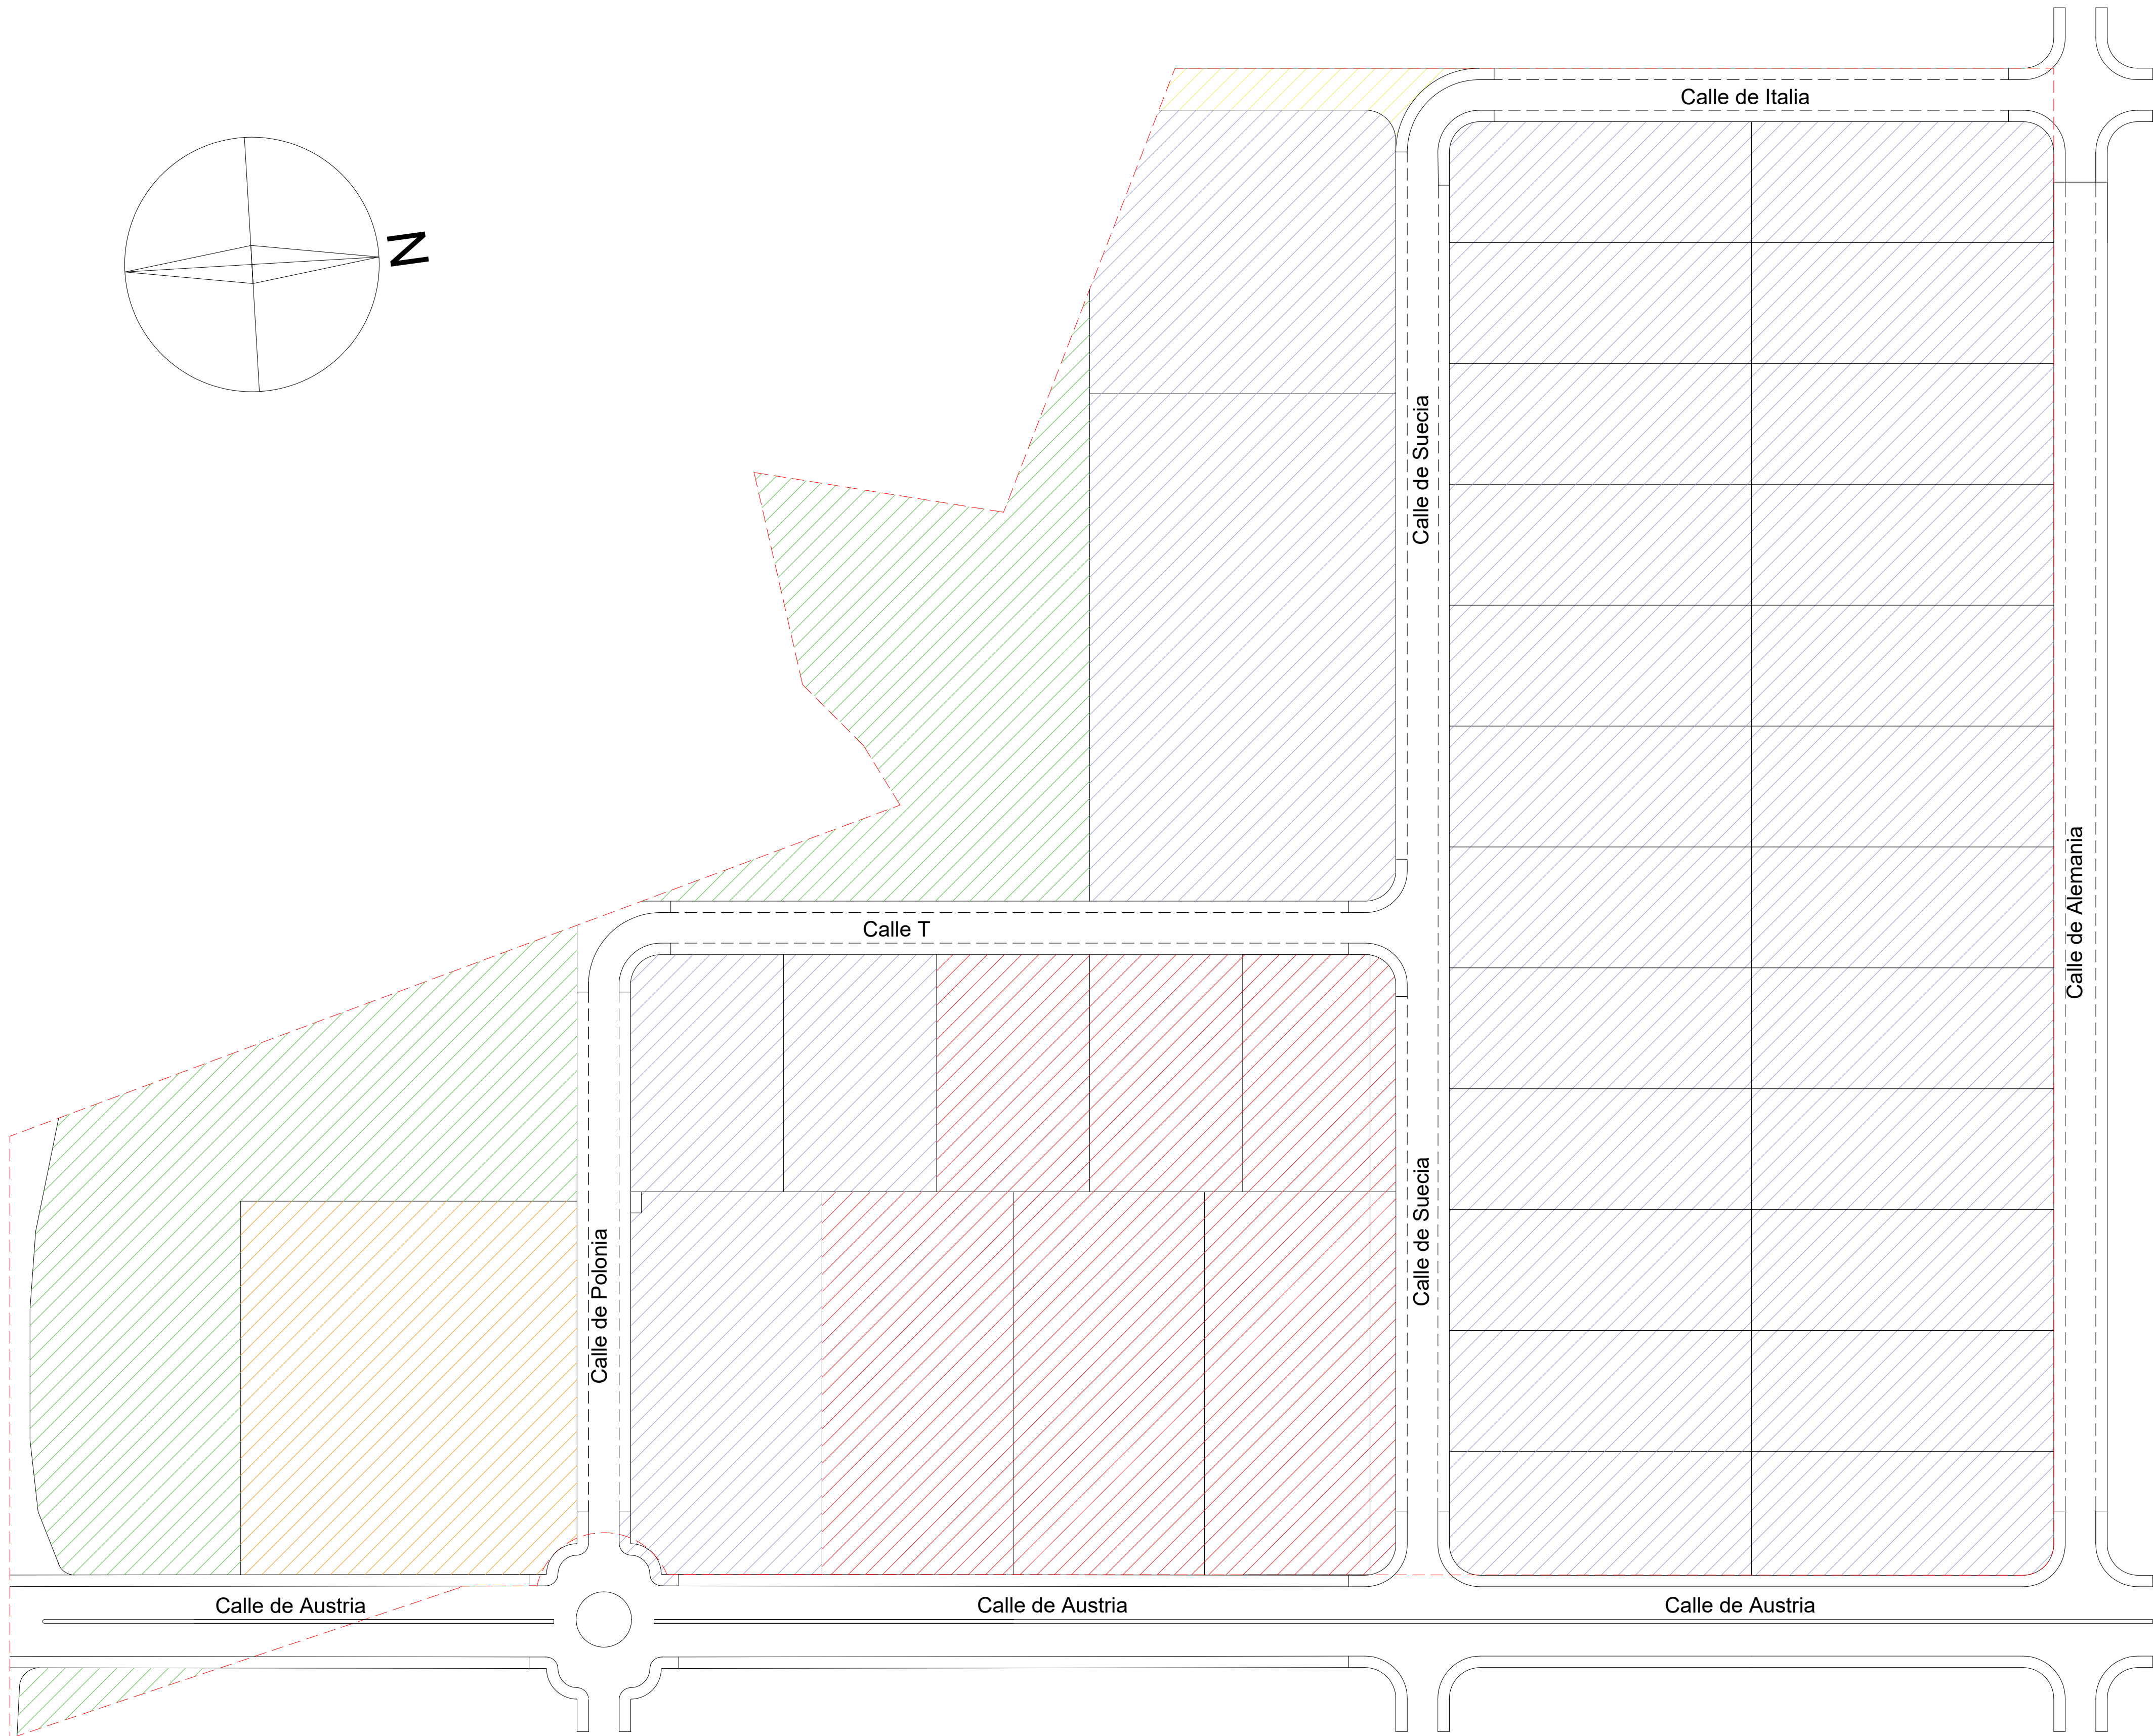 Calle de Italia
N
Calle de Suecia
Calle de Alemania
Calle T
Calle de Suecia
Calle de Polonia
Calle de Austria
Calle de Austria
Calle de Austria